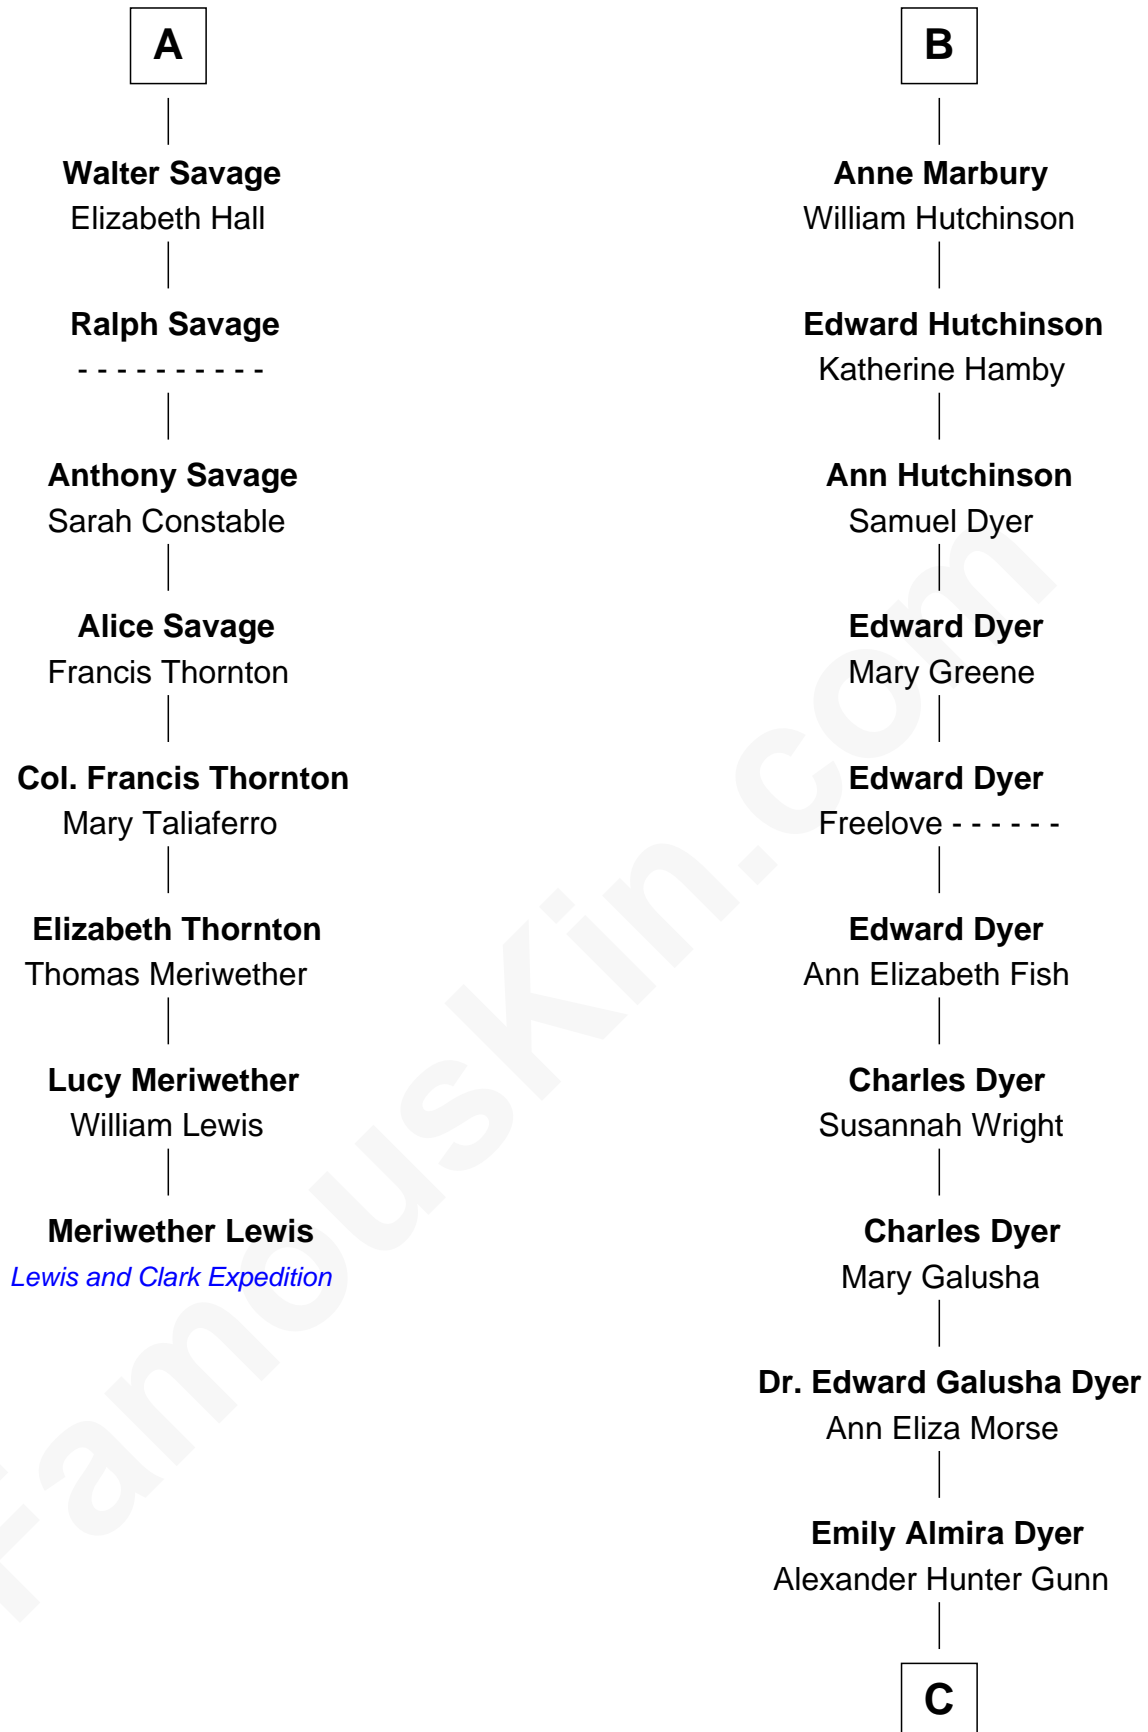 A
Walter Savage
Elizabeth Hall
Ralph Savage
- - - - - - - - - -
Anthony Savage
Sarah Constable
Alice Savage
Francis Thornton
Col. Francis Thornton
Mary Taliaferro
Elizabeth Thornton
Thomas Meriwether
Lucy Meriwether
William Lewis
Meriwether Lewis
Lewis and Clark Expedition
B
Anne Marbury
William Hutchinson
Edward Hutchinson
Katherine Hamby
Ann Hutchinson
Samuel Dyer
Edward Dyer
Mary Greene
Edward Dyer
Freelove - - - - - -
Edward Dyer
Ann Elizabeth Fish
Charles Dyer
Susannah Wright
Charles Dyer
Mary Galusha
Dr. Edward Galusha Dyer
Ann Eliza Morse
Emily Almira Dyer
Alexander Hunter Gunn
C
FamousKin.com